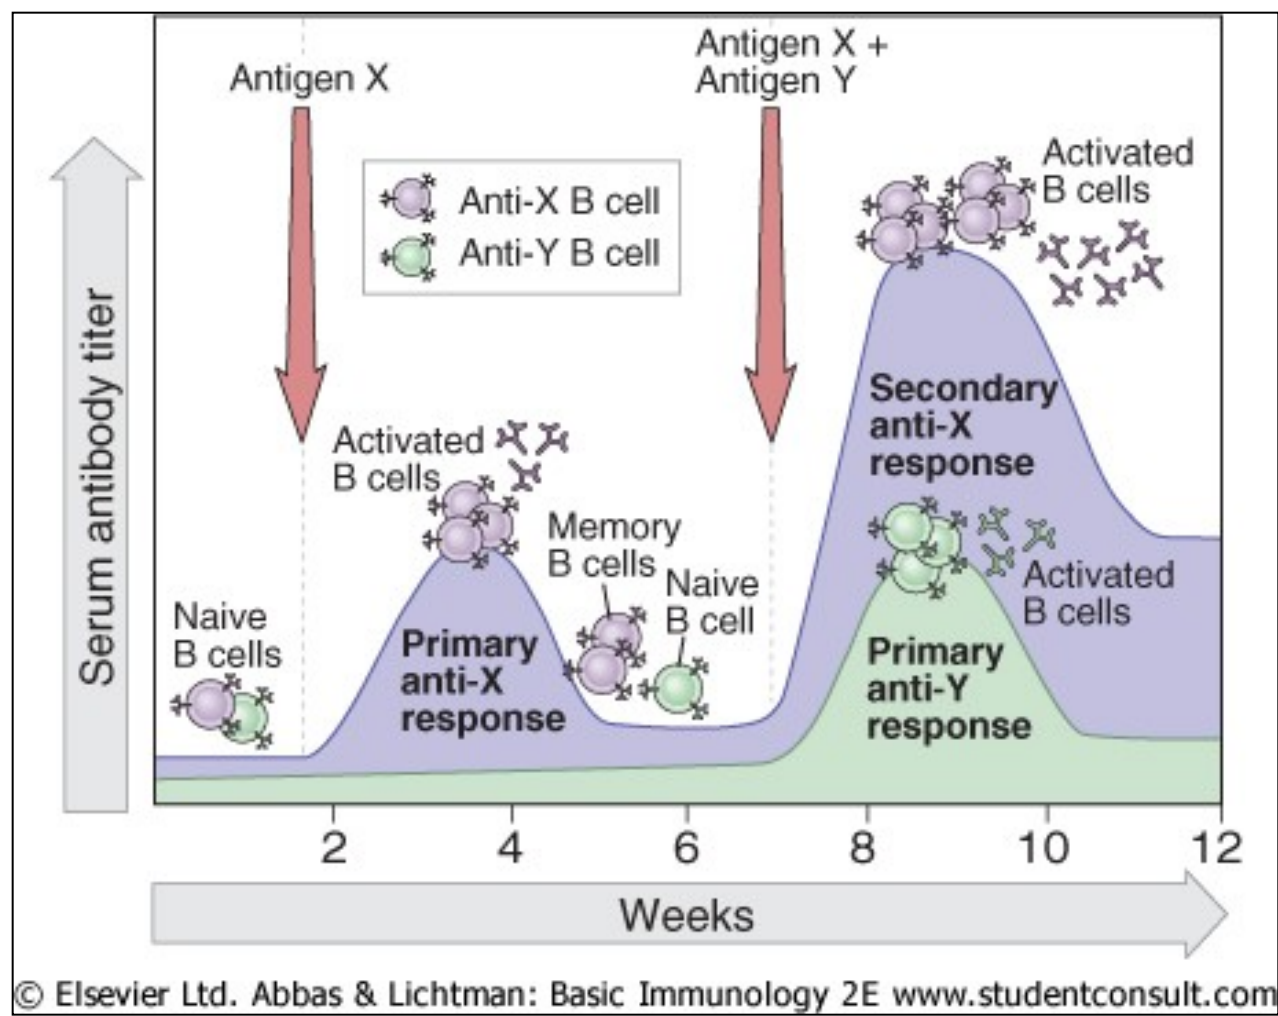 Antigen X
Antigen X +
Antigen Y
Anti-X B cell
Anti-Y B cell
Activated
B cells
Serum antibody titer
Secondary
anti-X
response
Activated
B cells
Memory
B cells
Naive
B cell
Naive
B cells
Primary
anti-X
response
Activated
B cells
Primary
anti-Y
response
2
4
6
8
10
12
Weeks
© Elsevier Ltd. Abbas & Lichtman: Basic Immunology 2E www.studentconsult.com